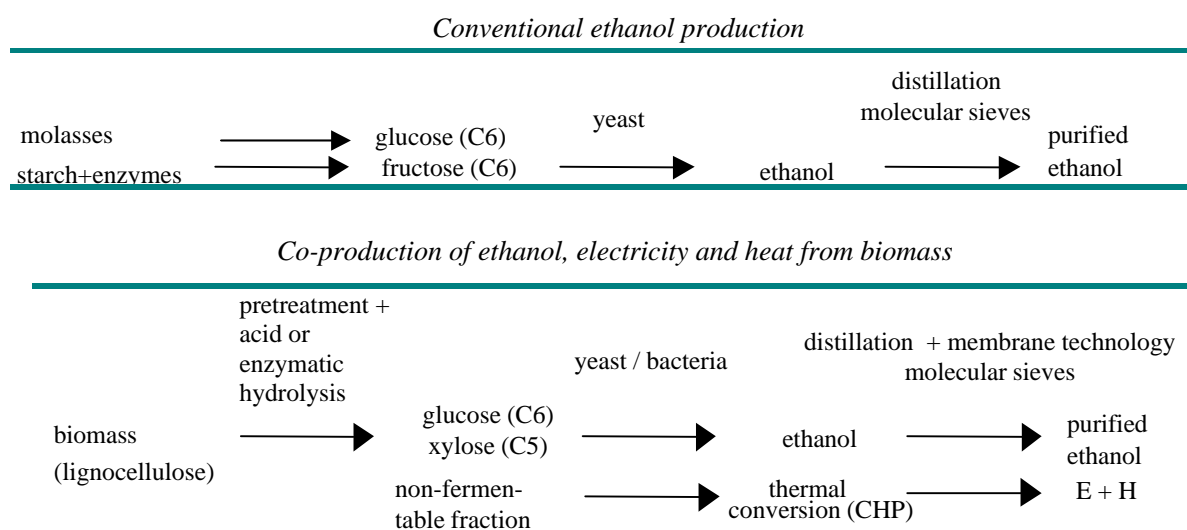 Conventional ethanol production
distillation
molecular sieves
yeast
molasses
glucose (C6)
purified
starch+enzymes
fructose (C6)
ethanol
ethanol
Co-production of ethanol, electricity and heat from biomass
pretreatment +
acid or
enzymatic
hydrolysis
yeast / bacteria
distillation + membrane technology
molecular sieves
biomass
(lignocellulose)
glucose (C6)
xylose (C5)
ethanol
purified
ethanol
non-fermen-
table fraction
thermal
conversion (CHP)
E + H